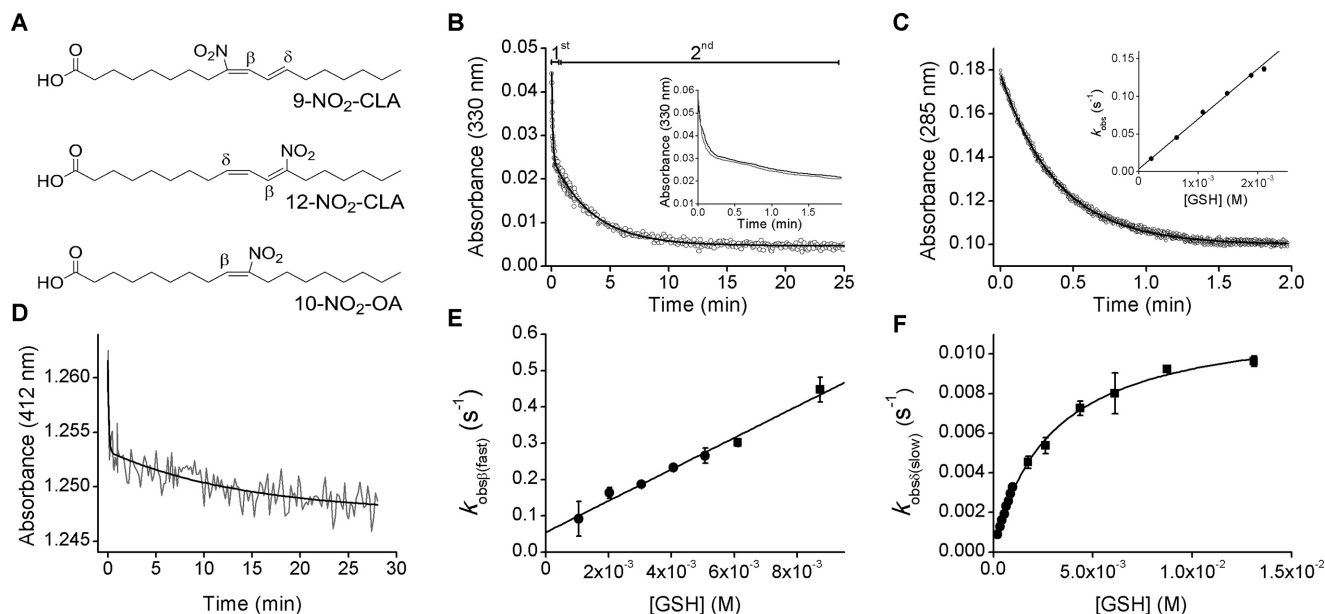 A
O
HO
O₂N
β
δ
9-NO₂-CLA
O
HO
δ
β
NO₂
12-NO₂-CLA
O
HO
β
NO₂
10-NO₂-OA
B
1ˢᵗ
2ⁿᵈ
Absorbance (330 nm)
0.05
0.04
0.03
0.02
0.01
0.00
0 5 10 15 20 25
Time (min)
Absorbance (330 nm)
0.06
0.05
0.04
0.03
0.02
0.01
0.0 0.5 1.0 1.5
Time (min)
C
Absorbance (285 nm)
0.18
0.16
0.14
0.12
0.10
0.0 0.5 1.0 1.5 2.0
Time (min)
k_obs (s⁻¹)
0.15
0.10
0.05
0.00
0 1x10⁻³ 2x10⁻³
[GSH] (M)
D
Absorbance (412 nm)
1.260
1.255
1.250
1.245
0 5 10 15 20 25 30
Time (min)
E
k_obsβ(fast) (s⁻¹)
0.6
0.5
0.4
0.3
0.2
0.1
0.0
0 2x10⁻³ 4x10⁻³ 6x10⁻³ 8x10⁻³
[GSH] (M)
F
k_obsδ(slow) (s⁻¹)
0.010
0.008
0.006
0.004
0.002
0.000
0.0 5.0x10⁻³ 1.0x10⁻² 1.5x10⁻²
[GSH] (M)